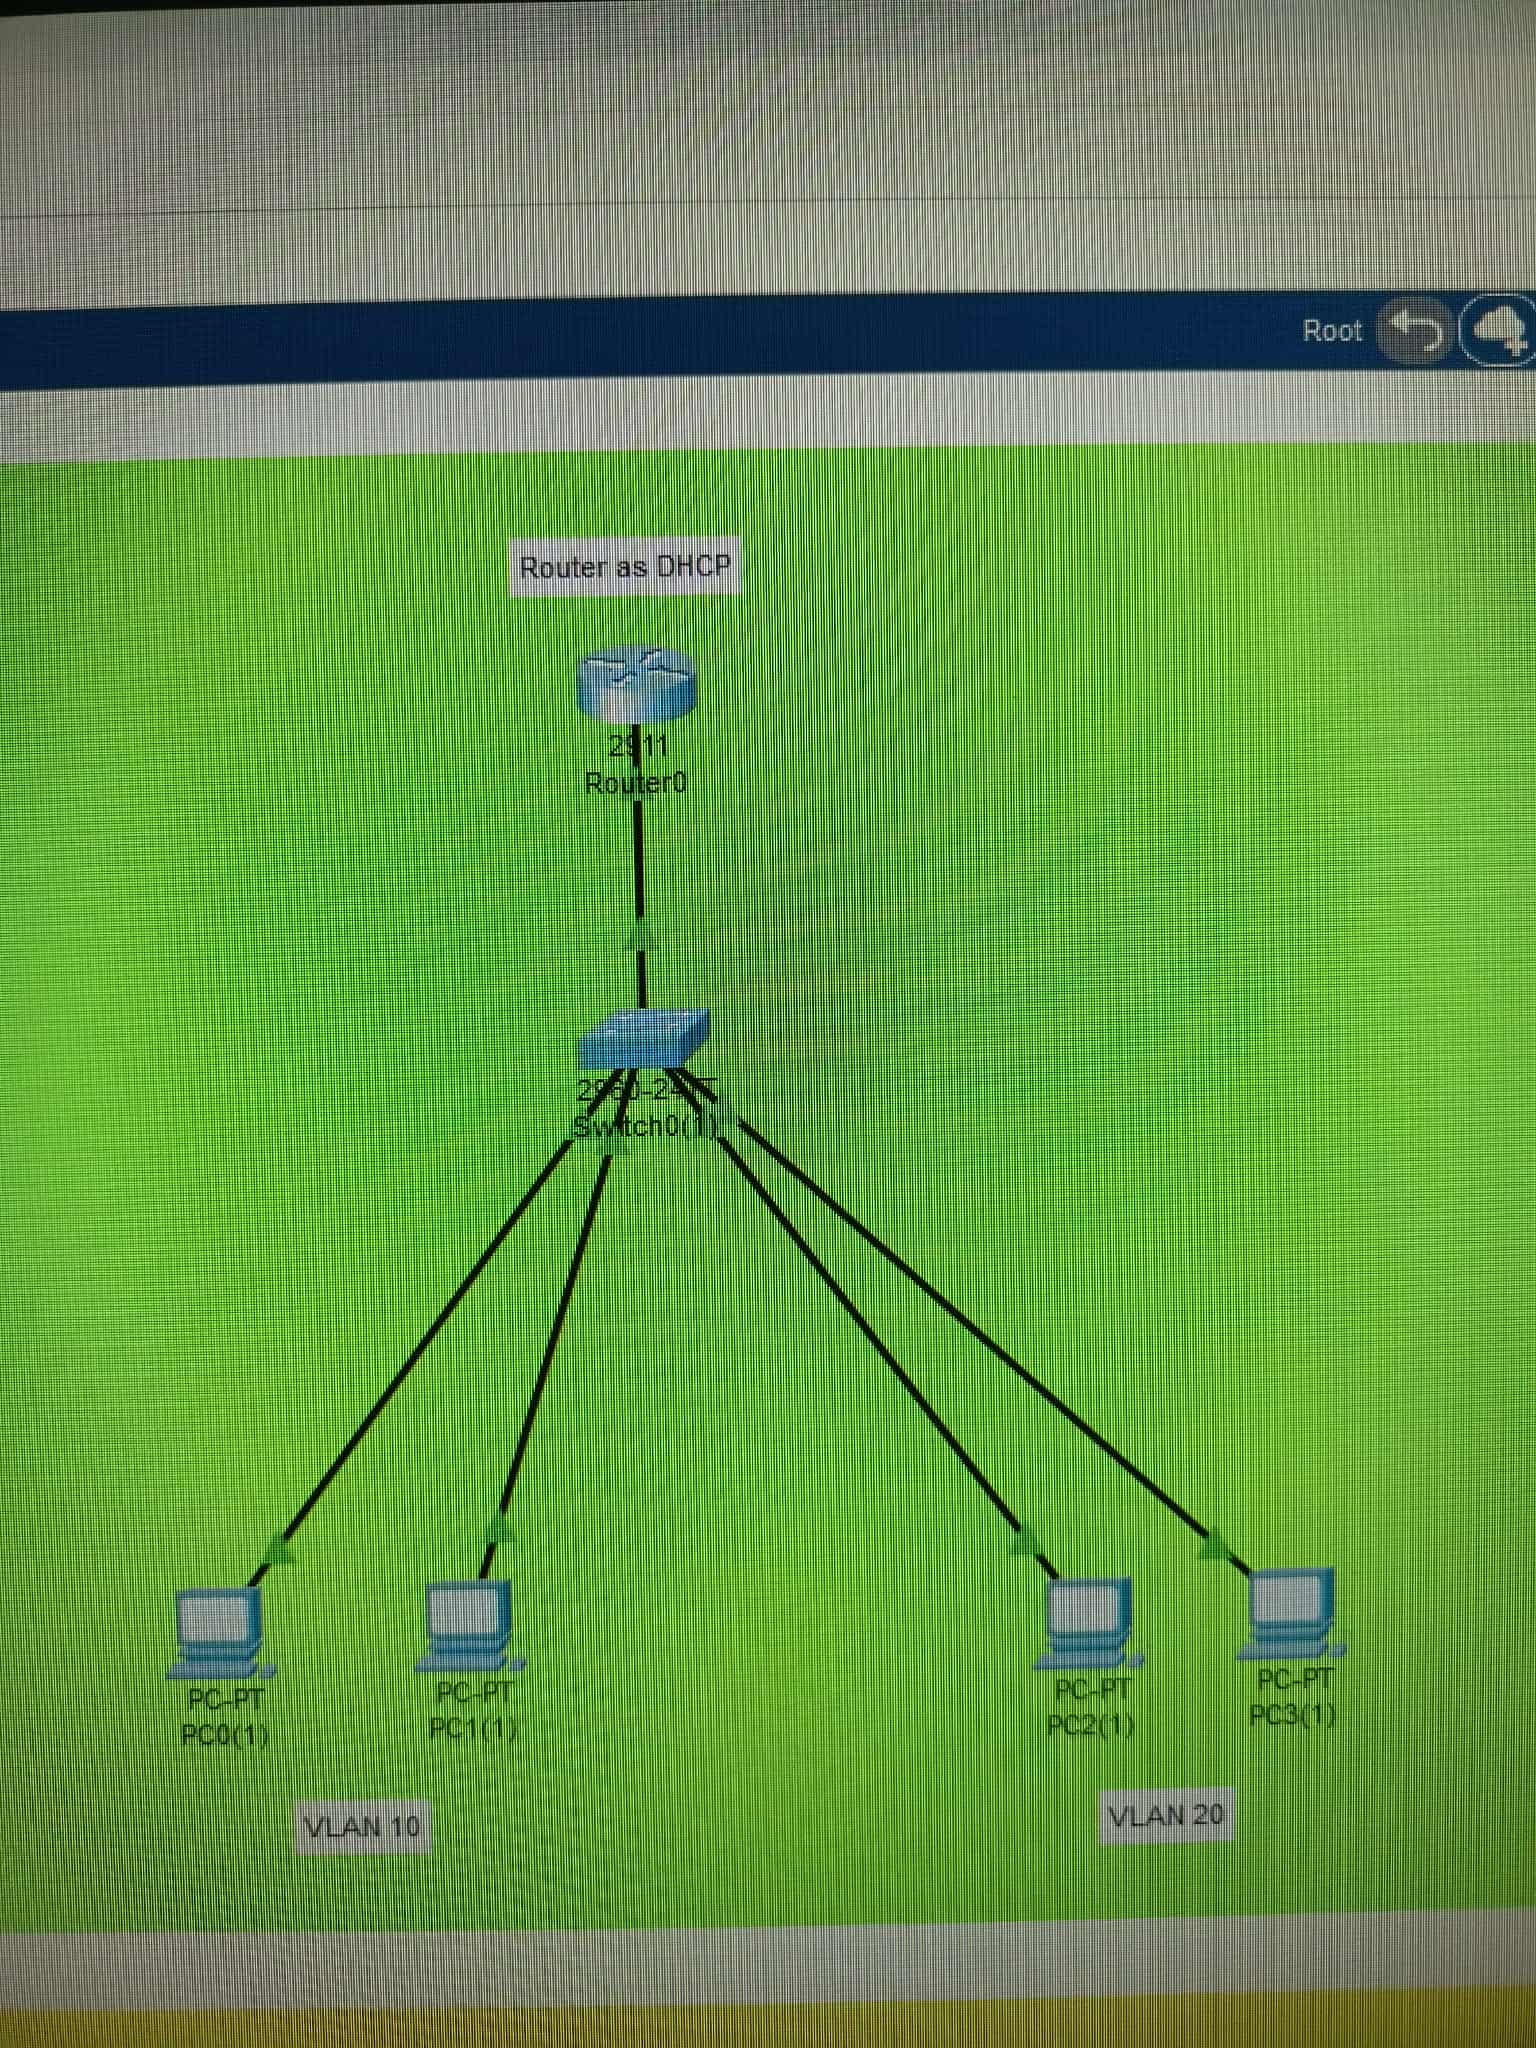 Root
Router as DHCP
2911
Router0
2960-24TT
Switch0(1)
PC-PT
PC0(1)
PC-PT
PC1(1)
PC-PT
PC2(1)
PC-PT
PC3(1)
VLAN 10
VLAN 20